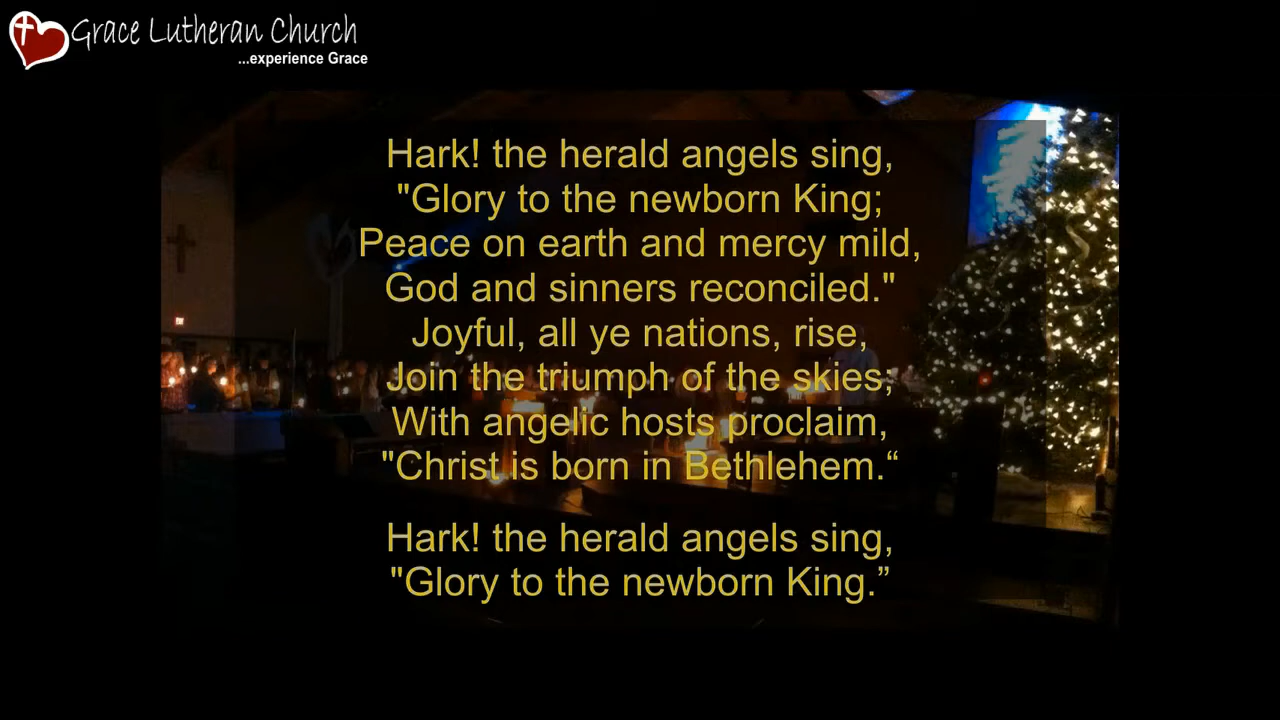 Grace Lutheran Church
...experience Grace
Hark! the herald angels sing,
"Glory to the newborn King;
Peace on earth and mercy mild,
God and sinners reconciled."
Joyful, all ye nations, rise,
Join the triumph of the skies;
With angelic hosts proclaim,
"Christ is born in Bethlehem.“
Hark! the herald angels sing,
"Glory to the newborn King.”